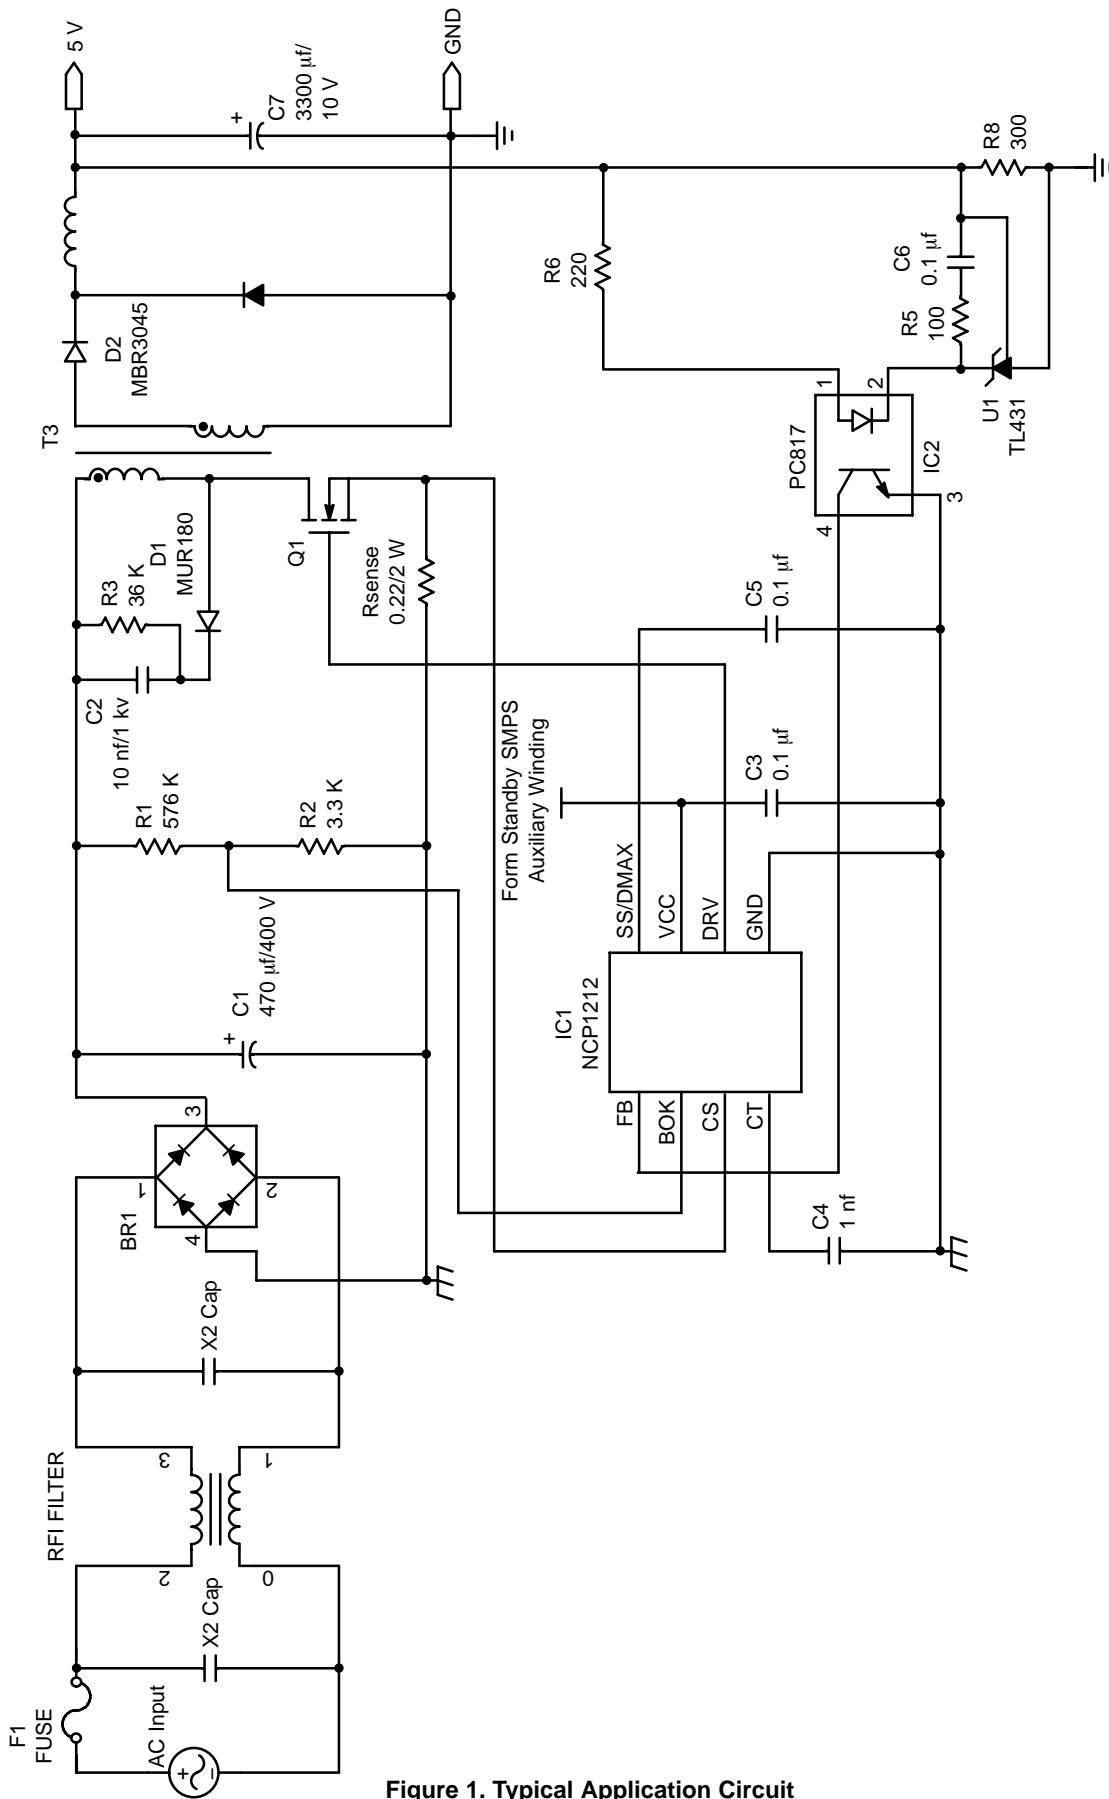 F1
FUSE
AC Input
+
−
X2 Cap
RFI FILTER
2
3
0
1
X2 Cap
BR1
1
2
3
4
+
C1
470 µf/400 V
R1
576 K
R2
3.3 K
C2
10 nf/1 kv
R3
36 K
D1
MUR180
T3
Q1
Rsense
0.22/2 W
D2
MBR3045
+
C7
3300 µf/
10 V
5 V
GND
Form Standby SMPS
Auxiliary Winding
IC1
NCP1212
FB
BOK
CS
CT
SS/DMAX
VCC
DRV
GND
C4
1 nf
C3
0.1 µf
C5
0.1 µf
PC817
IC2
1
2
3
4
R6
220
R5
100
C6
0.1 µf
U1
TL431
R8
300
Figure 1. Typical Application Circuit